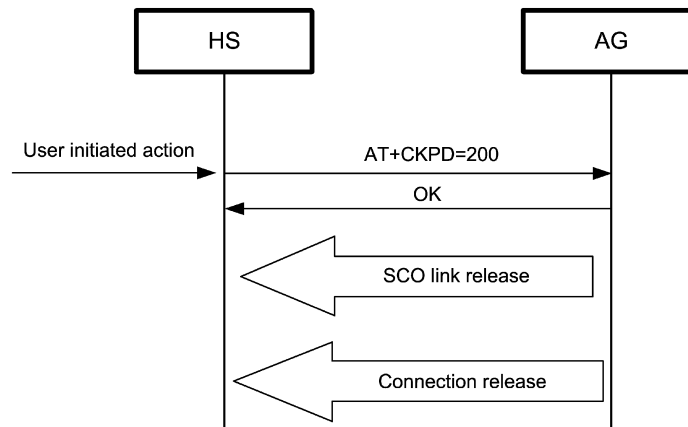 HS
AG
User initiated action
AT+CKPD=200
OK
SCO link release
Connection release